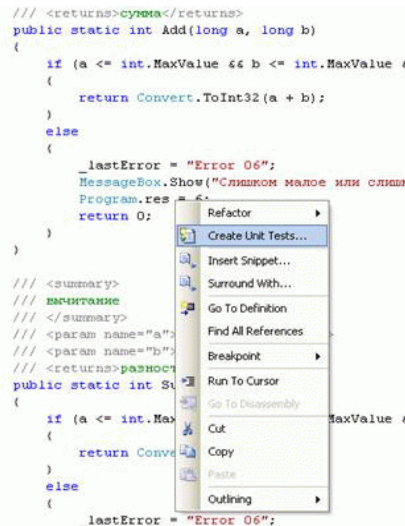 /// <returns>сумма</returns>
public static int Add(long a, long b)
{
if (a <= int.MaxValue && b <= int.MaxValue &
{
return Convert.ToInt32(a + b);
}
else
{
_lastError = "Error 06";
MessageBox.Show("Слишком малое или слишк
Program.res = 6;
return 0;
}
}
/// <summary>
/// вычитание
/// </summary>
/// <param name="a">
/// <param name="b">
/// <returns>разност
public static int Su
{
if (a <= int.Max
MaxValue &
{
return Conve
}
else
{
_lastError = "Error 06";
Refactor
Create Unit Tests...
Insert Snippet...
Surround With...
Go To Definition
Find All References
Breakpoint
Run To Cursor
Go To Disassembly
Cut
Copy
Paste
Outlining